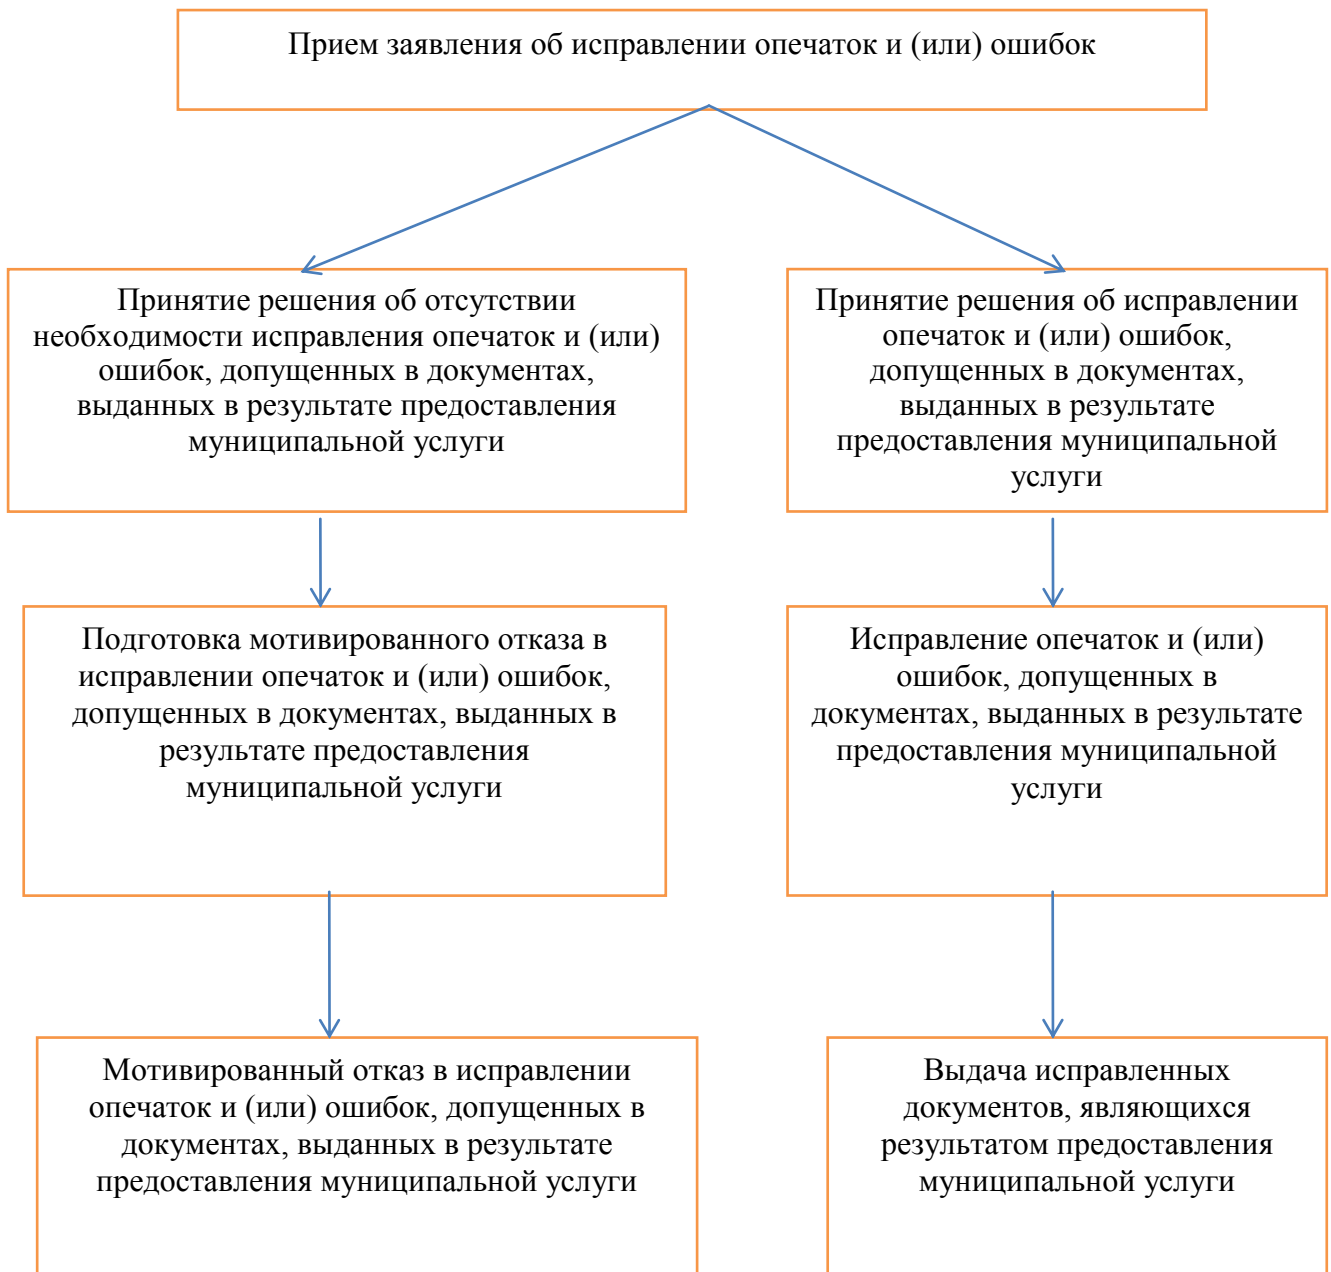 Прием заявления об исправлении опечаток и (или) ошибок
Принятие решения об отсутствии
необходимости исправления опечаток и (или)
ошибок, допущенных в документах,
выданных в результате предоставления
муниципальной услуги
Принятие решения об исправлении
опечаток и (или) ошибок,
допущенных в документах,
выданных в результате
предоставления муниципальной
услуги
Подготовка мотивированного отказа в
исправлении опечаток и (или) ошибок,
допущенных в документах, выданных в
результате предоставления
муниципальной услуги
Исправление опечаток и (или)
ошибок, допущенных в
документах, выданных в результате
предоставления муниципальной
услуги
Мотивированный отказ в исправлении
опечаток и (или) ошибок, допущенных в
документах, выданных в результате
предоставления муниципальной услуги
Выдача исправленных
документов, являющихся
результатом предоставления
муниципальной услуги